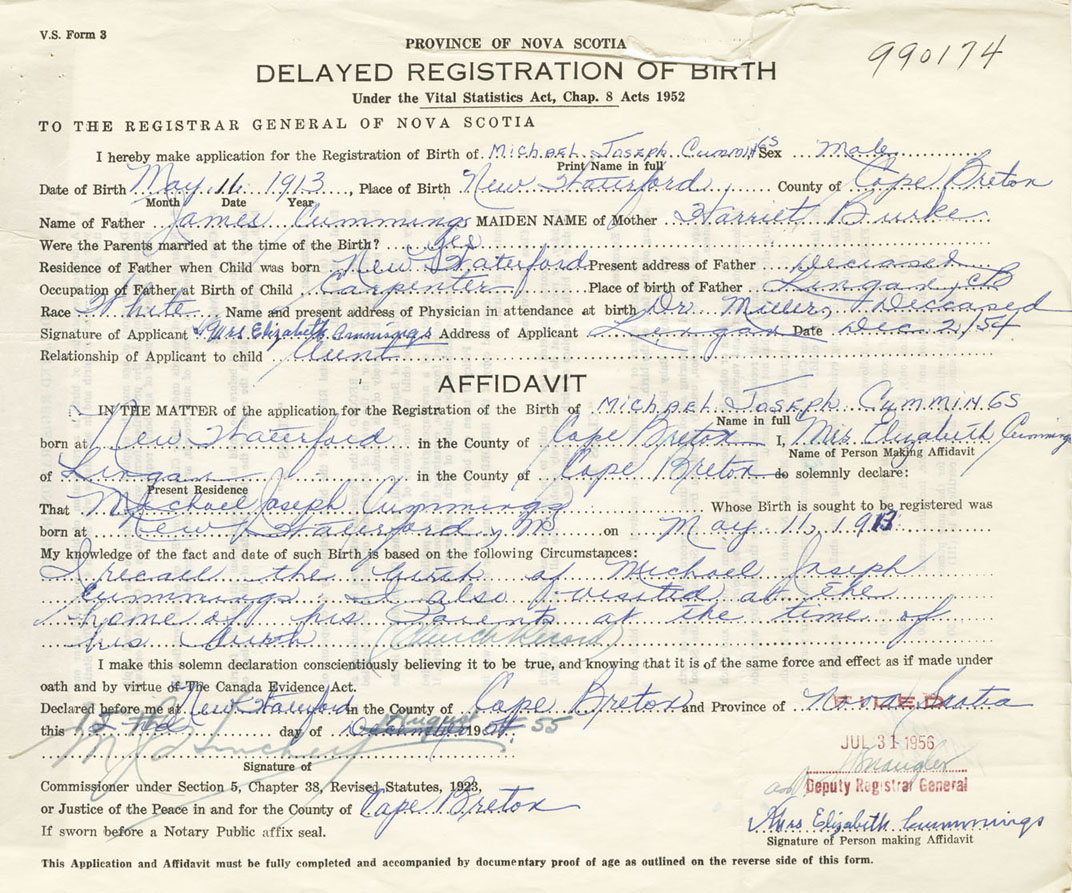 V.S. Form 3
PROVINCE OF NOVA SCOTIA
990174
DELAYED REGISTRATION OF BIRTH
Under the Vital Statistics Act, Chap. 8 Acts 1952
TO THE REGISTRAR GENERAL OF NOVA SCOTIA
I hereby make application for the Registration of Birth of Michael Joseph Cummings Sex Male
Print Name in full
Date of Birth May 11 1913, Place of Birth New Waterford County of Cape Breton
Month Date Year
Name of Father James Cummings MAIDEN NAME of Mother Harriet Burke
Were the Parents married at the time of the Birth? Yes
Residence of Father when Child was born New Waterford Present address of Father Deceased
Occupation of Father at Birth of Child Carpenter Place of birth of Father Lingan, CB
Race White Name and present address of Physician in attendance at birth Dr Miller, Deceased
Signature of Applicant Mrs Elizabeth Cummings Address of Applicant Lingan Date Dec. 21/54
Relationship of Applicant to child Aunt
AFFIDAVIT
IN THE MATTER of the application for the Registration of the Birth of Michael Joseph Cummings
Name in full
born at New Waterford in the County of Cape Breton I, Mrs. Elizabeth Cummings
Name of Person Making Affidavit
of Lingan in the County of Cape Breton do solemnly declare:
Present Residence
That Michael Joseph Cummings Whose Birth is sought to be registered was
born at New Waterford, NS on May 11, 1913
My knowledge of the fact and date of such Birth is based on the following Circumstances:
I recall the birth of Michael Joseph
Cummings. I also visited at the
home of his Parents at the time of
his birth (Church Record)
I make this solemn declaration conscientiously believing it to be true, and knowing that it is of the same force and effect as if made under
oath and by virtue of The Canada Evidence Act.
Declared before me at New Waterford in the County of Cape Breton and Province of Nova Scotia
FILED
this day of December August 19 55
JUL 31 1956
Signature of
Deputy Registrar General
Commissioner under Section 5, Chapter 38, Revised Statutes, 1923,
or Justice of the Peace in and for the County of Cape Breton
Mrs Elizabeth Cummings
If sworn before a Notary Public affix seal.
Signature of Person making Affidavit
This Application and Affidavit must be fully completed and accompanied by documentary proof of age as outlined on the reverse side of this form.